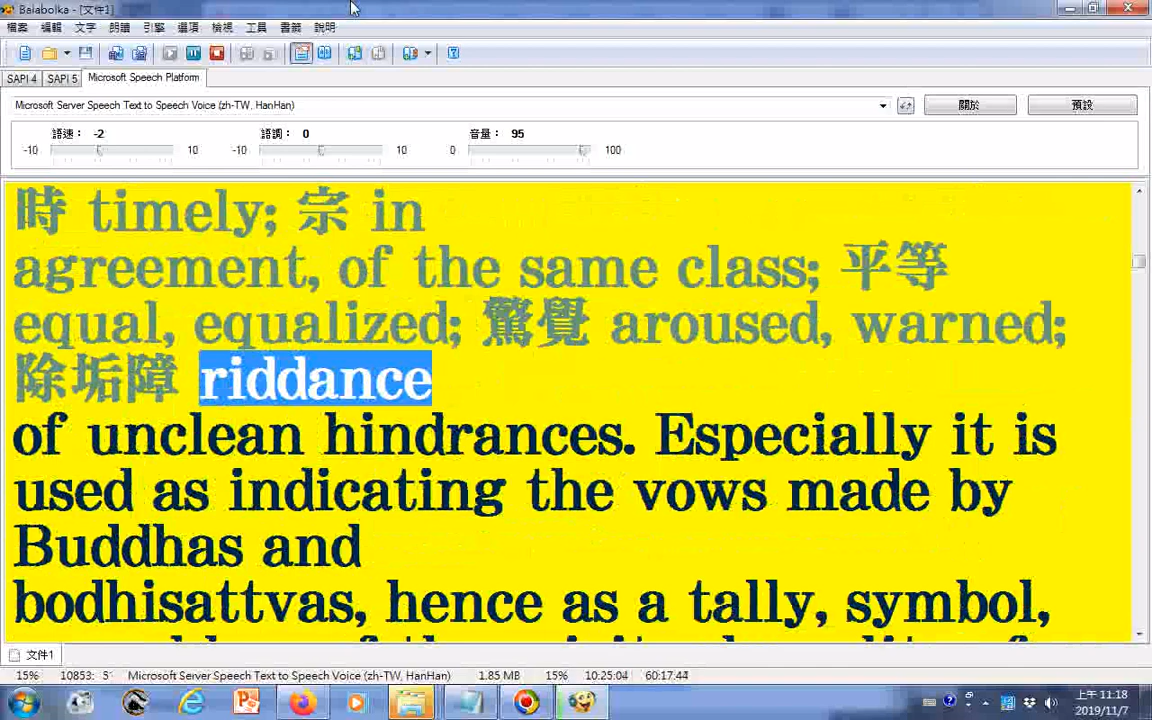 Balabolka - [文件1]
檔案 編輯 文字 朗讀 引擎 選項 檢視 工具 書籤 說明
SAPI 4 SAPI 5 Microsoft Speech Platform
Microsoft Server Speech Text to Speech Voice (zh-TW, HanHan) 關於 預設
語速： -2 語調： 0 音量： 95
-10 10 -10 10 0 100
時 timely; 宗 in
agreement, of the same class; 平等
equal, equalized; 驚覺 aroused, warned;
除垢障 riddance
of unclean hindrances. Especially it is
used as indicating the vows made by
Buddhas and
bodhisattvas, hence as a tally, symbol,
文件1
15% 10853: Microsoft Server Speech Text to Speech Voice (zh-TW, HanHan) 1.85 MB 15% 10:25:04 60:17:44
上午 11:18
2019/11/7